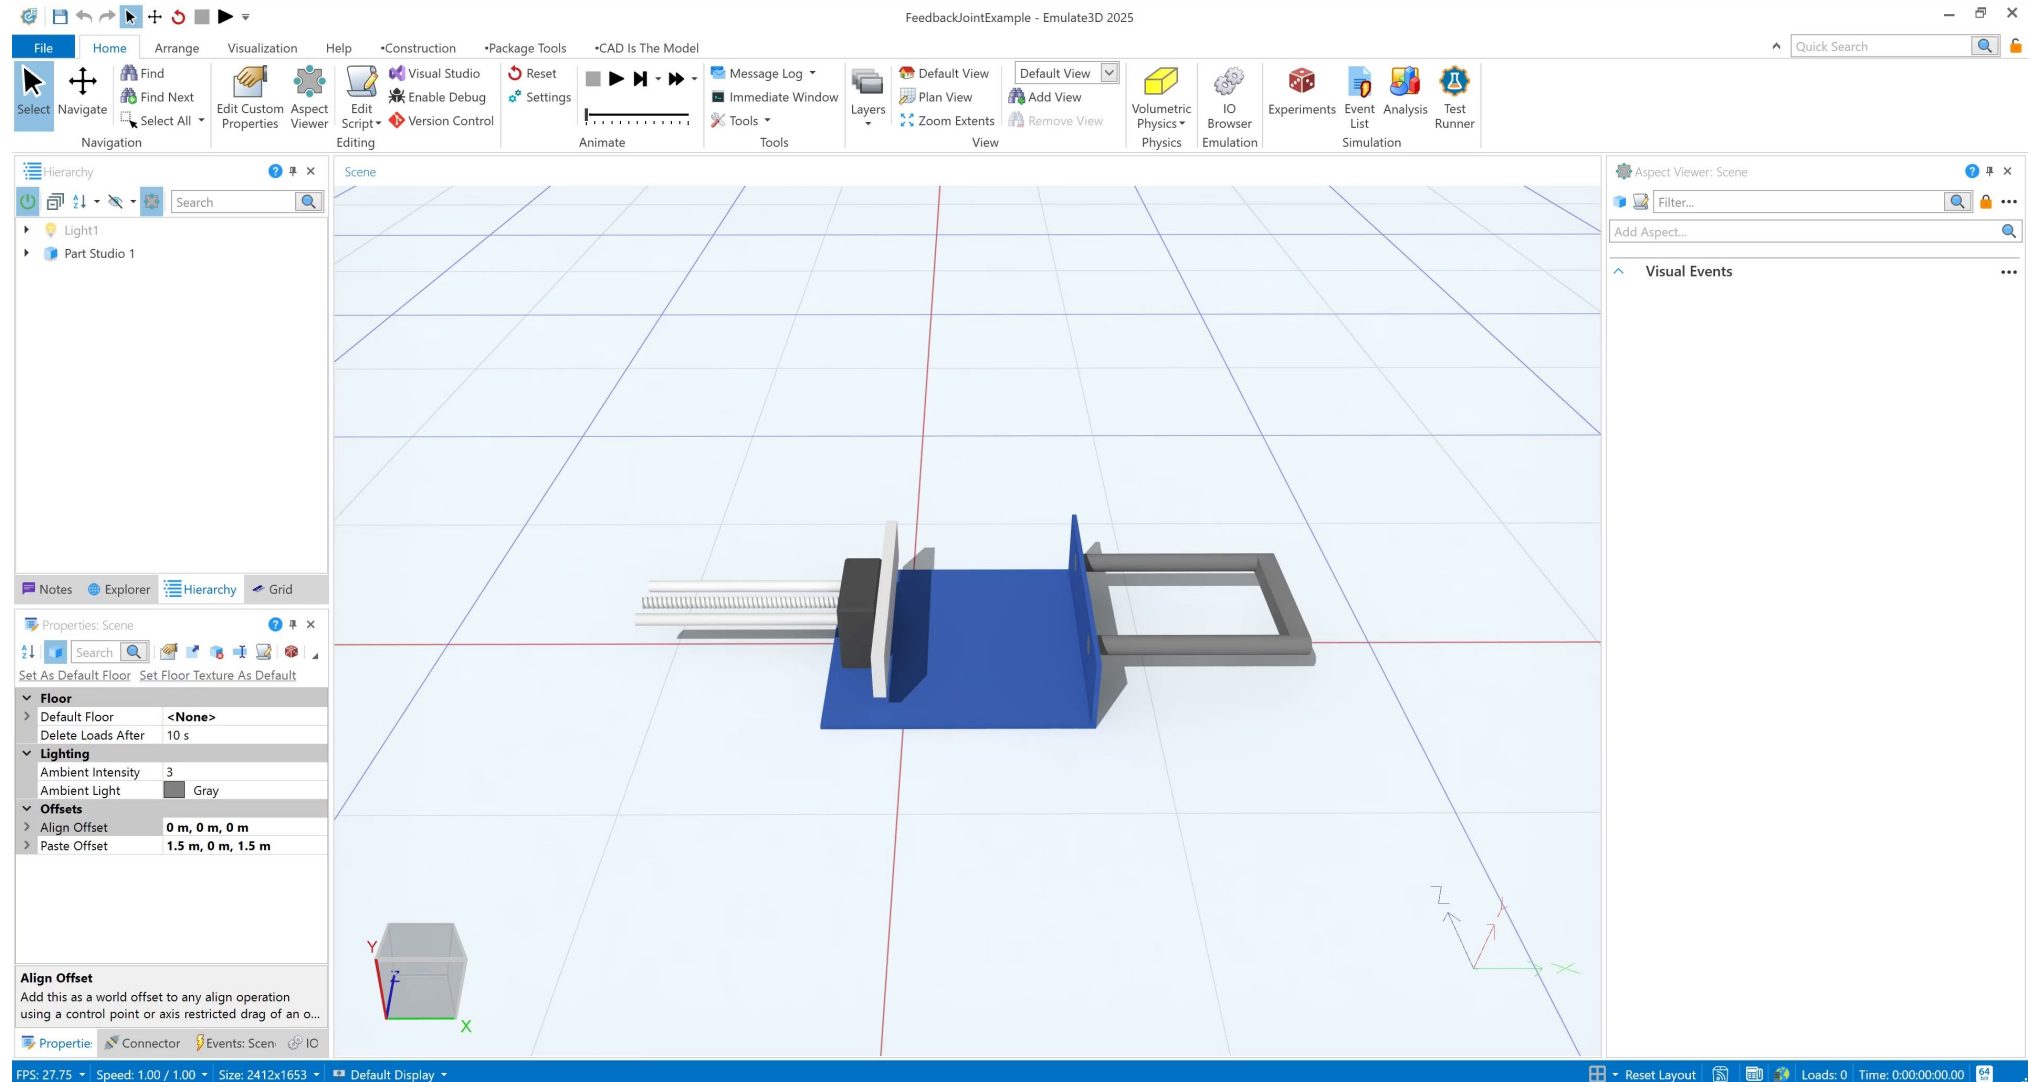 FeedbackJointExample - Emulate3D 2025
File Home Arrange Visualization Help •Construction •Package Tools •CAD Is The Model Quick Search
Select
Navigate
Find
Find Next
Select All
Navigation
Edit Custom Properties
Aspect Viewer
Edit Script
Visual Studio
Enable Debug
Version Control
Editing
Reset
Settings
Animate
Message Log
Immediate Window
Tools
Tools
Layers
Default View
Plan View
Zoom Extents
Default View
Add View
Remove View
View
Volumetric Physics
Physics
IO Browser
Emulation
Experiments
Event List
Analysis
Test Runner
Simulation
Hierarchy
Search
Light1
Part Studio 1
Notes Explorer Hierarchy Grid
Properties: Scene
Search
Set As Default Floor Set Floor Texture As Default
Floor
Default Floor <None>
Delete Loads After 10 s
Lighting
Ambient Intensity 3
Ambient Light Gray
Offsets
Align Offset 0 m, 0 m, 0 m
Paste Offset 1.5 m, 0 m, 1.5 m
Align Offset
Add this as a world offset to any align operation
using a control point or axis restricted drag of an o...
Propertie Connector Events: Scen IO
Scene
Y
Z
X
Z
Y
X
Aspect Viewer: Scene
Filter...
Add Aspect...
Visual Events
FPS: 27.75 Speed: 1.00 / 1.00 Size: 2412x1653 Default Display Reset Layout Loads: 0 Time: 0:00:00:00.00 64 bit